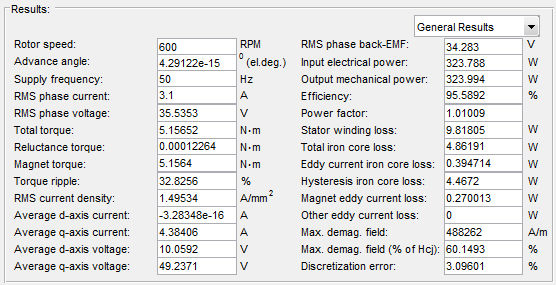 Results:
General Results
Rotor speed: 600 RPM
Advance angle: 4.29122e-15 0 (el.deg.)
Supply frequency: 50 Hz
RMS phase current: 3.1 A
RMS phase voltage: 35.5353 V
Total torque: 5.15652 N·m
Reluctance torque: 0.00012264 N·m
Magnet torque: 5.1564 N·m
Torque ripple: 32.8256 %
RMS current density: 1.49534 A/mm2
Average d-axis current: -3.28348e-16 A
Average q-axis current: 4.38406 A
Average d-axis voltage: 10.0592 V
Average q-axis voltage: 49.2371 V
RMS phase back-EMF: 34.283 V
Input electrical power: 323.788 W
Output mechanical power: 323.994 W
Efficiency: 95.5892 %
Power factor: 1.01009
Stator winding loss: 9.81805 W
Total iron core loss: 4.86191 W
Eddy current iron core loss: 0.394714 W
Hysteresis iron core loss: 4.4672 W
Magnet eddy current loss: 0.270013 W
Other eddy current loss: 0 W
Max. demag. field: 488262 A/m
Max. demag. field (% of Hcj): 60.1493 %
Discretization error: 3.09601 %